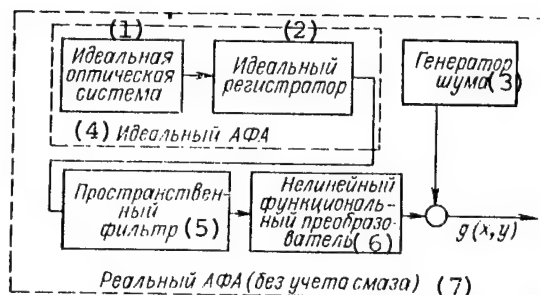 (1)
Идеальная
оптическая
система
(2)
Идеальный
регистратор
Генератор
шума(3)
(4) Идеальный АФА
Пространствен-
ный
фильтр(5)
Нелинейный
функциональ-
ный преобразо-
ватель(6)
g(x,y)
Реальный АФА (без учета смаза) (7)